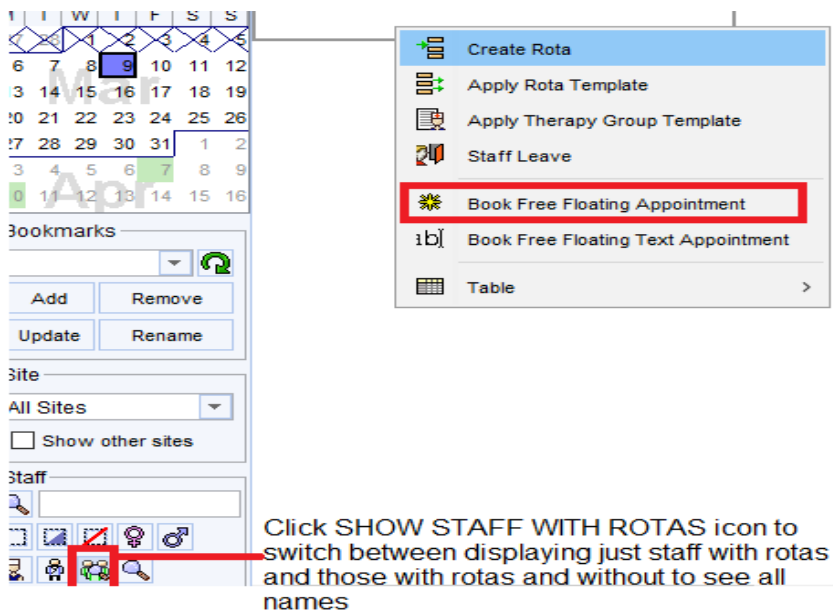 T W T F S S
27 28 1 2 3 4 5
6 7 8 9 10 11 12
13 14 15 16 17 18 19
20 21 22 23 24 25 26
27 28 29 30 31 1 2
3 4 5 6 7 8 9
0 11 12 13 14 15 16
Mar
Apr
Bookmarks
Add Remove
Update Rename
Site
All Sites
Show other sites
Staff
Create Rota
Apply Rota Template
Apply Therapy Group Template
Staff Leave
Book Free Floating Appointment
Book Free Floating Text Appointment
Table
Click SHOW STAFF WITH ROTAS icon to
switch between displaying just staff with rotas
and those with rotas and without to see all
names